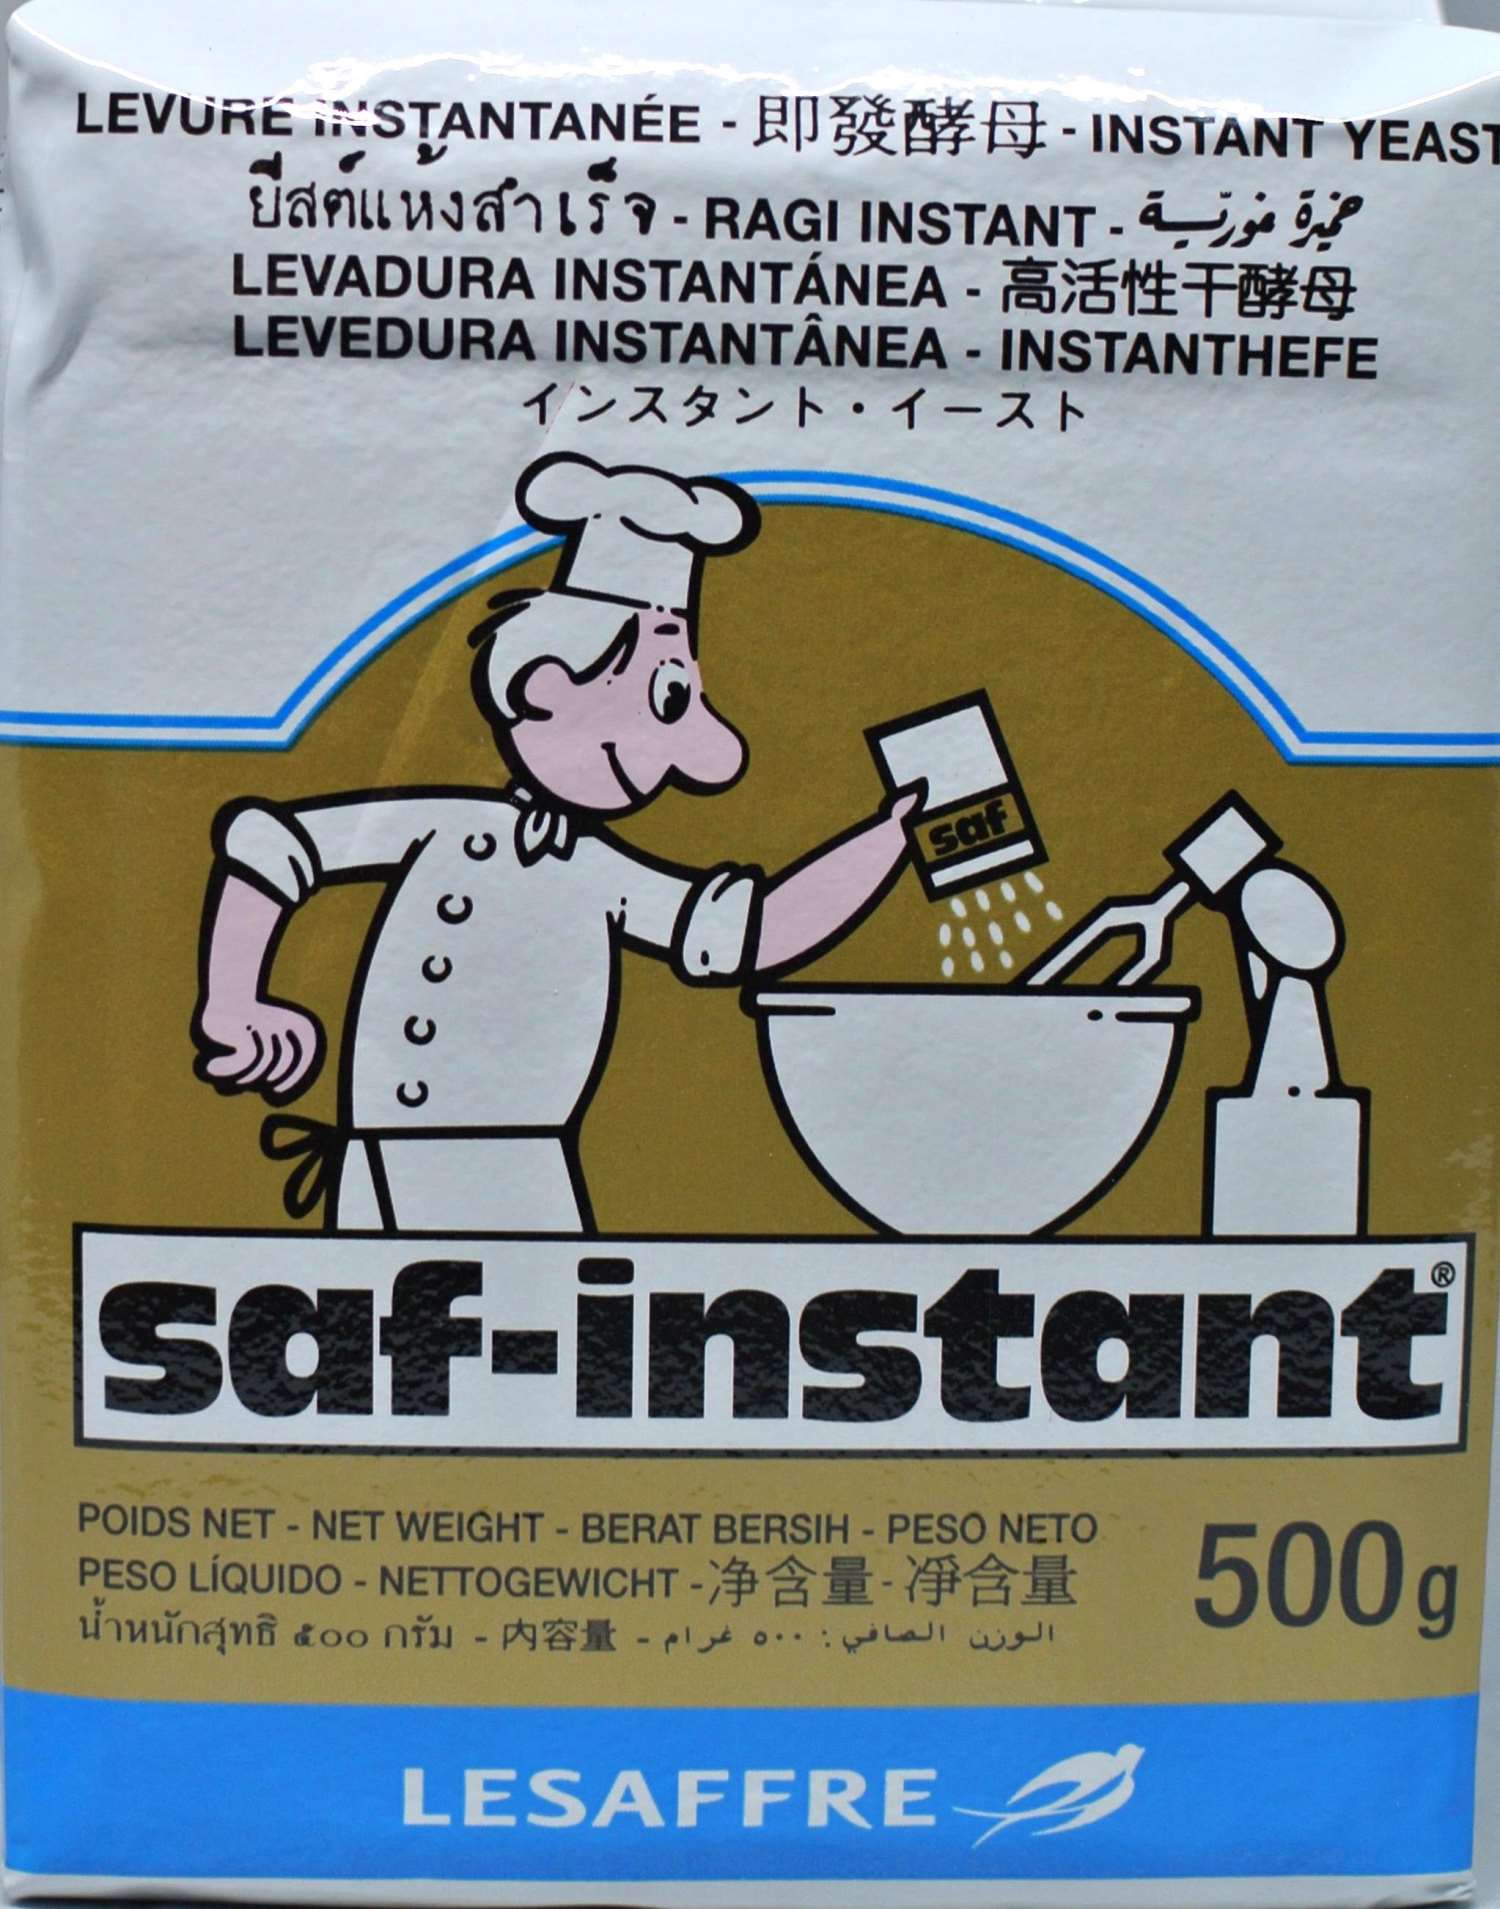 LEVURE INSTANTANÉE - 即發酵母 - INSTANT YEAST
ยีสต์แห้งสำเร็จ - RAGI INSTANT - خميرة فورية
LEVADURA INSTANTÁNEA - 高活性干酵母
LEVEDURA INSTANTÂNEA - INSTANTHEFE
インスタント・イースト
saf
saf-instant®
POIDS NET - NET WEIGHT - BERAT BERSIH - PESO NETO
PESO LÍQUIDO - NETTOGEWICHT - 净含量 - 淨含量
น้ำหนักสุทธิ ๕๐๐ กรัม - 内容量 - الوزن الصافي : ٥٠٠ غرام
500g
LESAFFRE